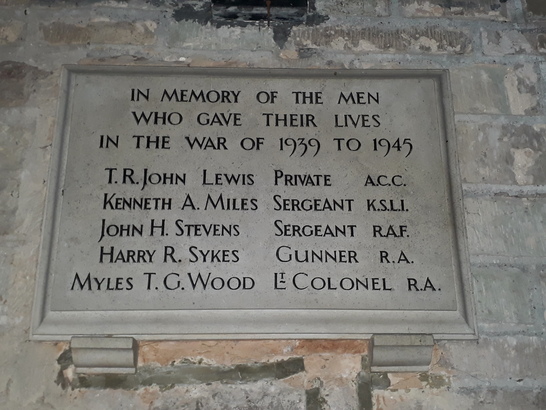 IN MEMORY OF THE MEN
WHO GAVE THEIR LIVES
IN THE WAR OF 1939 TO 1945
T.R. JOHN LEWIS PRIVATE A.C.C.
KENNETH A. MILES SERGEANT K.S.L.I.
JOHN H. STEVENS SERGEANT R.A.F.
HARRY R. SYKES GUNNER R.A.
MYLES T.G. WOOD LT COLONEL R.A.